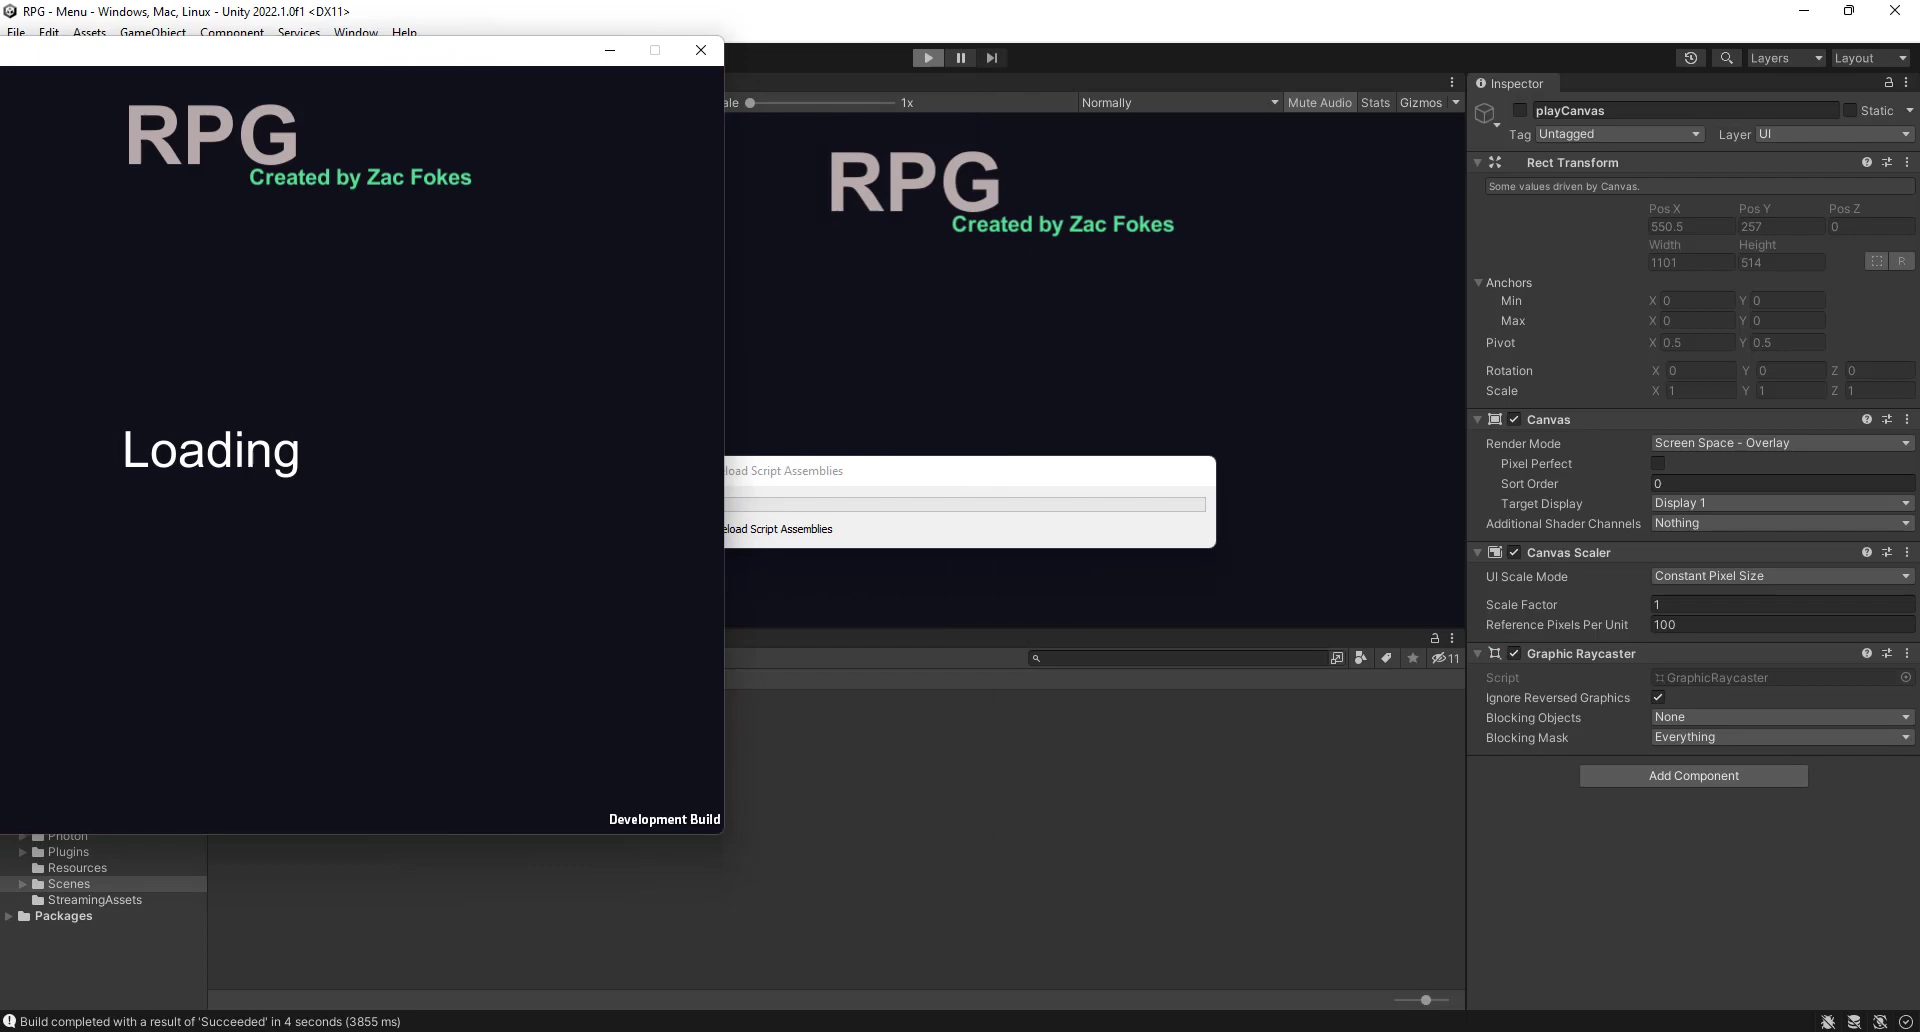 RPG - Menu - Windows, Mac, Linux - Unity 2022.1.0f1 <DX11>
File Edit Assets GameObject Component Services Window Help
Layers Layout
1x Normally Mute Audio Stats Gizmos
RPG
Created by Zac Fokes
Loading
Development Build
RPG
Created by Zac Fokes
load Script Assemblies
eload Script Assemblies
11
Photon
Plugins
Resources
Scenes
StreamingAssets
Packages
Inspector
playCanvas Static
Tag Untagged Layer UI
Rect Transform
Some values driven by Canvas.
Pos X Pos Y Pos Z
550.5 257 0
Width Height
1101 514 R
Anchors
Min X 0 Y 0
Max X 0 Y 0
Pivot X 0.5 Y 0.5
Rotation X 0 Y 0 Z 0
Scale X 1 Y 1 Z 1
Canvas
Render Mode Screen Space - Overlay
Pixel Perfect
Sort Order 0
Target Display Display 1
Additional Shader Channels Nothing
Canvas Scaler
UI Scale Mode Constant Pixel Size
Scale Factor 1
Reference Pixels Per Unit 100
Graphic Raycaster
Script GraphicRaycaster
Ignore Reversed Graphics
Blocking Objects None
Blocking Mask Everything
Add Component
Build completed with a result of 'Succeeded' in 4 seconds (3855 ms)